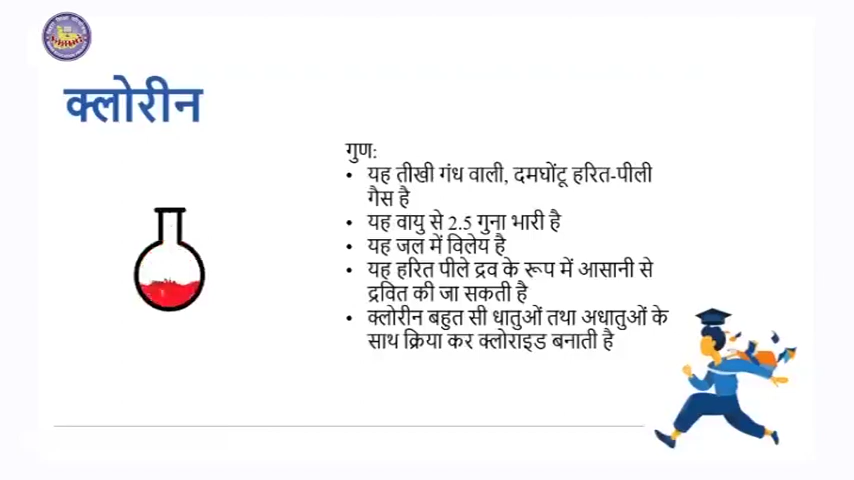 क्लोरीन
गुण:
• यह तीखी गंध वाली, दमघोंटू हरित-पीली
गैस है
• यह वायु से 2.5 गुना भारी है
• यह जल में विलेय है
• यह हरित पीले द्रव के रूप में आसानी से
द्रवित की जा सकती है
• क्लोरीन बहुत सी धातुओं तथा अधातुओं के
साथ क्रिया कर क्लोराइड बनाती है